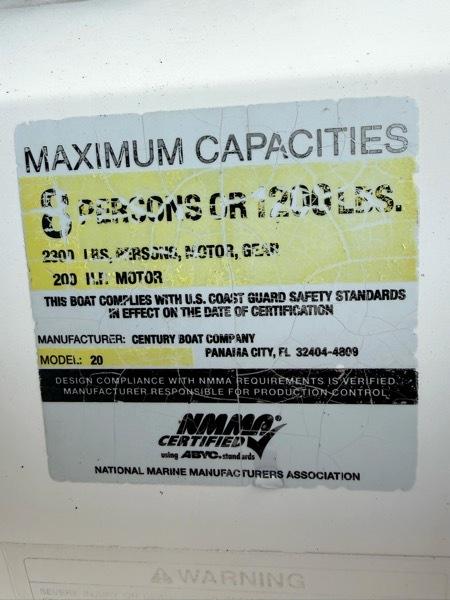 MAXIMUM CAPACITIES
8 PERSONS OR 1200 LBS.
2300 LBS, PERSONS, MOTOR, GEAR
200 H.P. MOTOR
THIS BOAT COMPLIES WITH U.S. COAST GUARD SAFETY STANDARDS
IN EFFECT ON THE DATE OF CERTIFICATION
MANUFACTURER: CENTURY BOAT COMPANY
PANAMA CITY, FL 32404-4809
MODEL: 20
DESIGN COMPLIANCE WITH NMMA REQUIREMENTS IS VERIFIED.
MANUFACTURER RESPONSIBLE FOR PRODUCTION CONTROL.
NMMA
CERTIFIED
using ABYC standards
NATIONAL MARINE MANUFACTURERS ASSOCIATION
WARNING